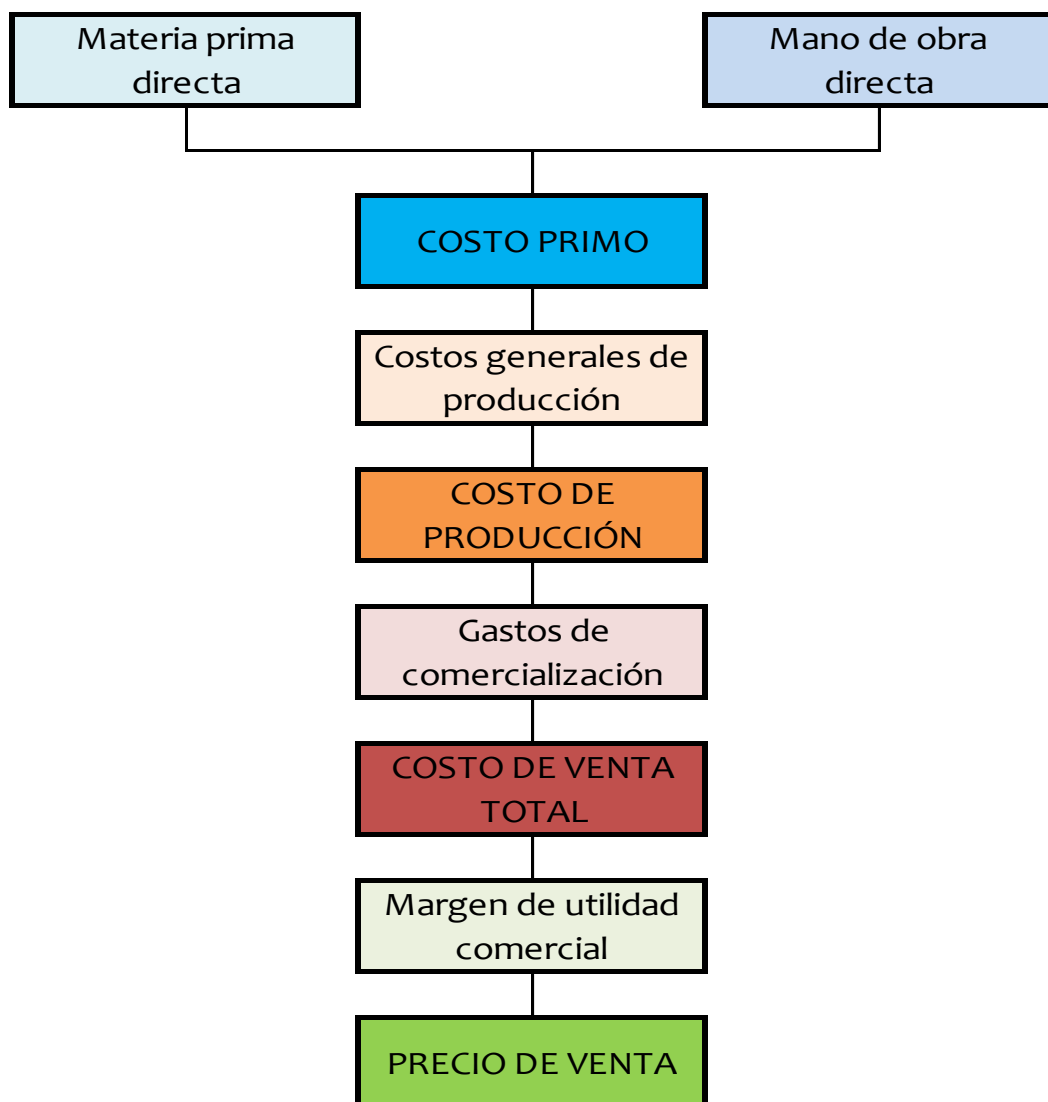 Materia prima
directa
Mano de obra
directa
COSTO PRIMO
Costos generales de
producción
COSTO DE
PRODUCCIÓN
Gastos de
comercialización
COSTO DE VENTA
TOTAL
Margen de utilidad
comercial
PRECIO DE VENTA